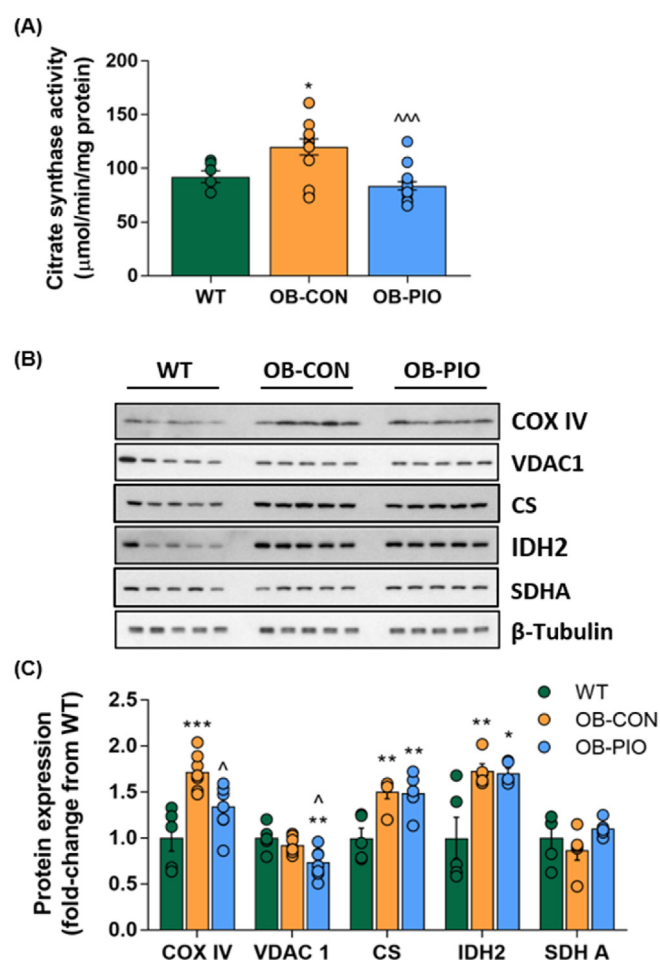 (A)
Citrate synthase activity
(μmol/min/mg protein)
200
150
100
50
0
*
^^^
WT
OB-CON
OB-PIO
(B)
WT
OB-CON
OB-PIO
COX IV
VDAC1
CS
IDH2
SDHA
β-Tubulin
(C)
Protein expression
(fold-change from WT)
2.5
2.0
1.5
1.0
0.5
0.0
***
^
^
**
**
**
**
*
WT
OB-CON
OB-PIO
COX IV
VDAC 1
CS
IDH2
SDH A